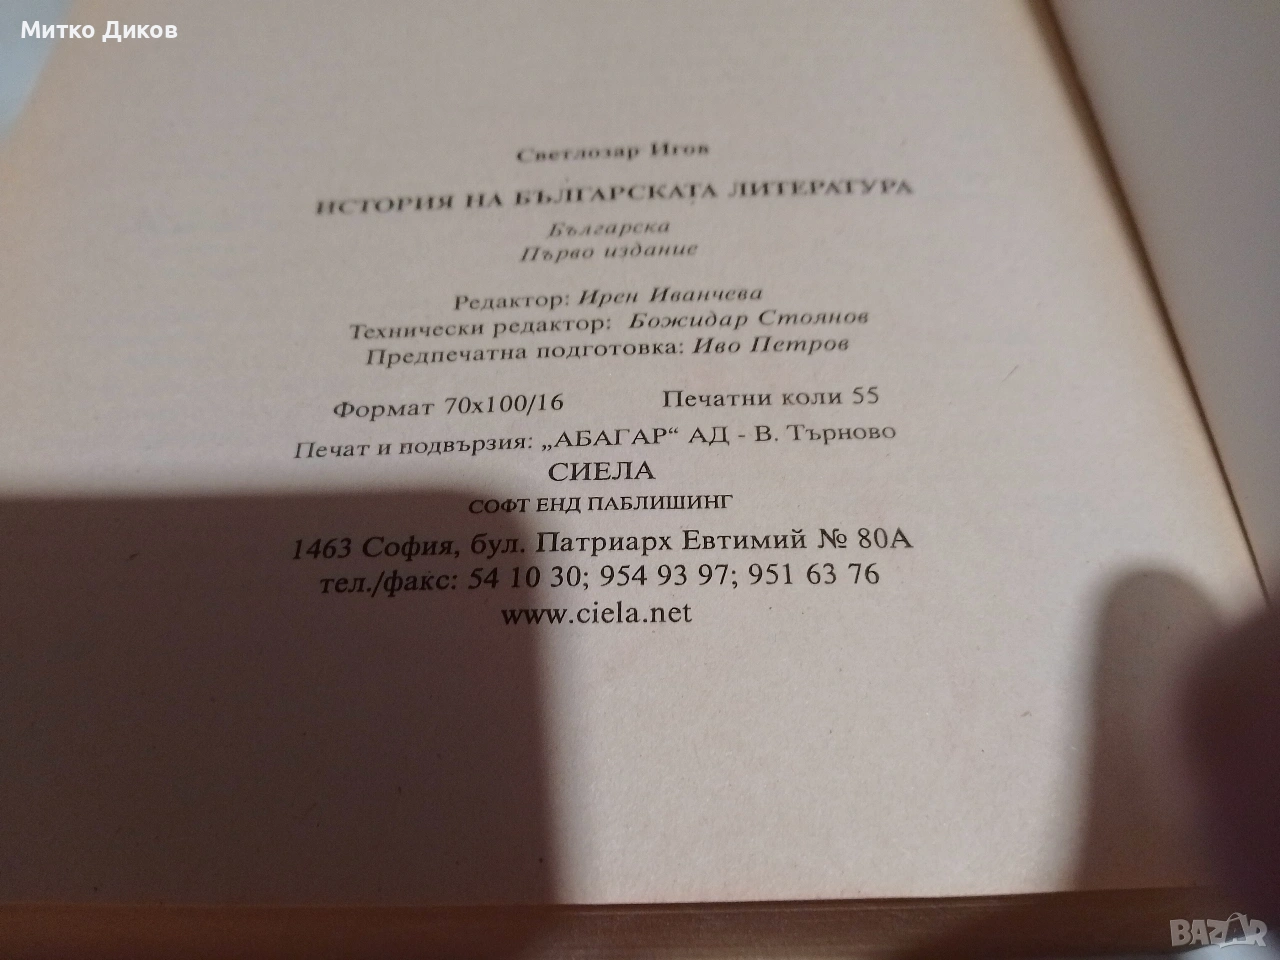 Митко Диков
Светлозар Игов
ИСТОРИЯ НА БЪЛГАРСКАТА ЛИТЕРАТУРА
Българска
Първо издание
Редактор: Ирен Иванчева
Технически редактор: Божидар Стоянов
Предпечатна подготовка: Иво Петров
Формат 70x100/16 Печатни коли 55
Печат и подвързия: „АБАГАР“ АД - В. Търново
СИЕЛА
СОФТ ЕНД ПАБЛИШИНГ
1463 София, бул. Патриарх Евтимий № 80А
тел./факс: 54 10 30; 954 93 97; 951 63 76
www.ciela.net
BAZAR